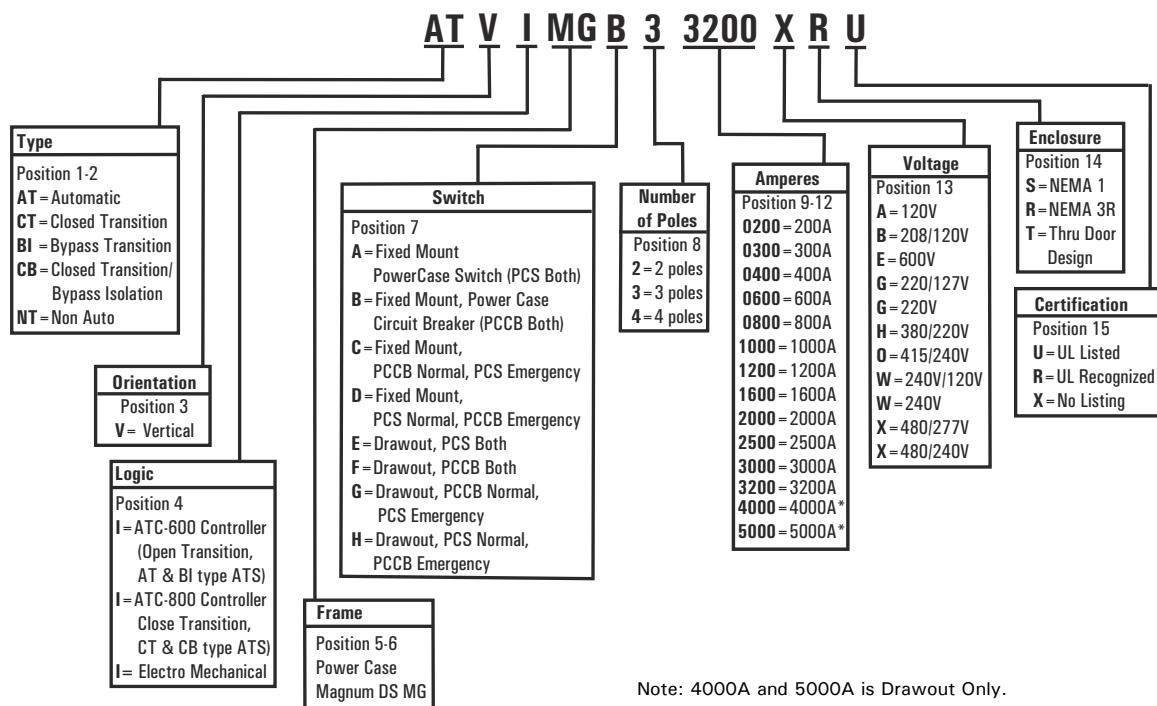 AT V I MG B 3 3200 X R U
Type
Position 1-2
AT = Automatic
CT = Closed Transition
BI = Bypass Transition
CB = Closed Transition/
Bypass Isolation
NT = Non Auto
Orientation
Position 3
V = Vertical
Logic
Position 4
I = ATC-600 Controller
(Open Transition,
AT & BI type ATS)
I = ATC-800 Controller
Close Transition,
CT & CB type ATS)
I = Electro Mechanical
Frame
Position 5-6
Power Case
Magnum DS MG
Switch
Position 7
A = Fixed Mount
PowerCase Switch (PCS Both)
B = Fixed Mount, Power Case
Circuit Breaker (PCCB Both)
C = Fixed Mount,
PCCB Normal, PCS Emergency
D = Fixed Mount,
PCS Normal, PCCB Emergency
E = Drawout, PCS Both
F = Drawout, PCCB Both
G = Drawout, PCCB Normal,
PCS Emergency
H = Drawout, PCS Normal,
PCCB Emergency
Number
of Poles
Position 8
2 = 2 poles
3 = 3 poles
4 = 4 poles
Amperes
Position 9-12
0200 = 200A
0300 = 300A
0400 = 400A
0600 = 600A
0800 = 800A
1000 = 1000A
1200 = 1200A
1600 = 1600A
2000 = 2000A
2500 = 2500A
3000 = 3000A
3200 = 3200A
4000 = 4000A*
5000 = 5000A*
Voltage
Position 13
A = 120V
B = 208/120V
E = 600V
G = 220/127V
G = 220V
H = 380/220V
O = 415/240V
W = 240V/120V
W = 240V
X = 480/277V
X = 480/240V
Enclosure
Position 14
S = NEMA 1
R = NEMA 3R
T = Thru Door
Design
Certification
Position 15
U = UL Listed
R = UL Recognized
X = No Listing
Note: 4000A and 5000A is Drawout Only.